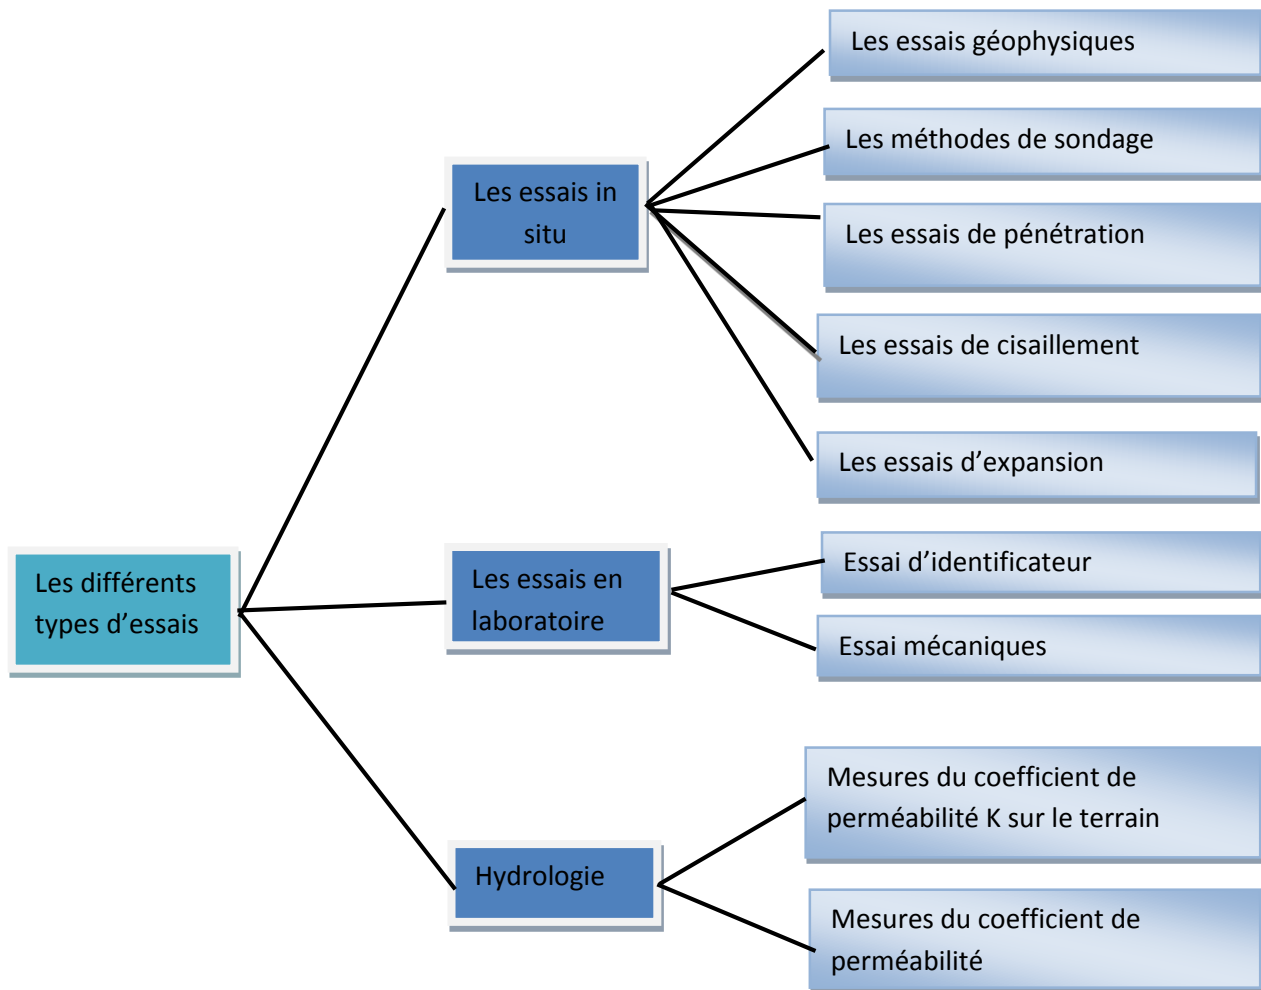 Les différents
types d’essais
Les essais in
situ
Les essais géophysiques
Les méthodes de sondage
Les essais de pénétration
Les essais de cisaillement
Les essais d’expansion
Les essais en
laboratoire
Essai d’identificateur
Essai mécaniques
Hydrologie
Mesures du coefficient de
perméabilité K sur le terrain
Mesures du coefficient de
perméabilité